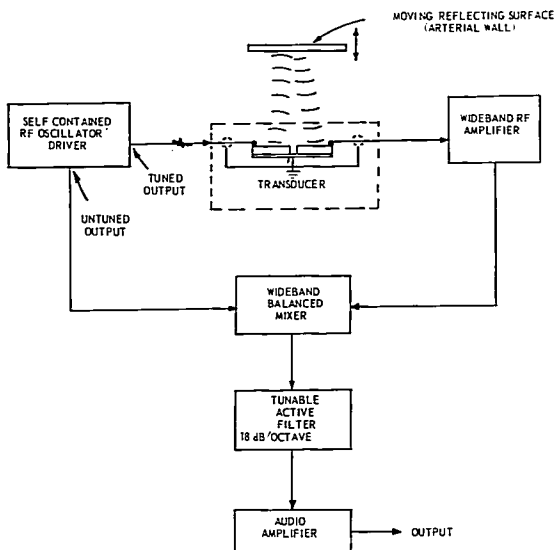 MOVING REFLECTING SURFACE
(ARTERIAL WALL)
SELF CONTAINED
RF OSCILLATOR
DRIVER
TUNED
OUTPUT
UNTUNED
OUTPUT
TRANSDUCER
WIDEBAND RF
AMPLIFIER
WIDEBAND
BALANCED
MIXER
TUNABLE
ACTIVE
FILTER
18 dB/OCTAVE
AUDIO
AMPLIFIER
OUTPUT